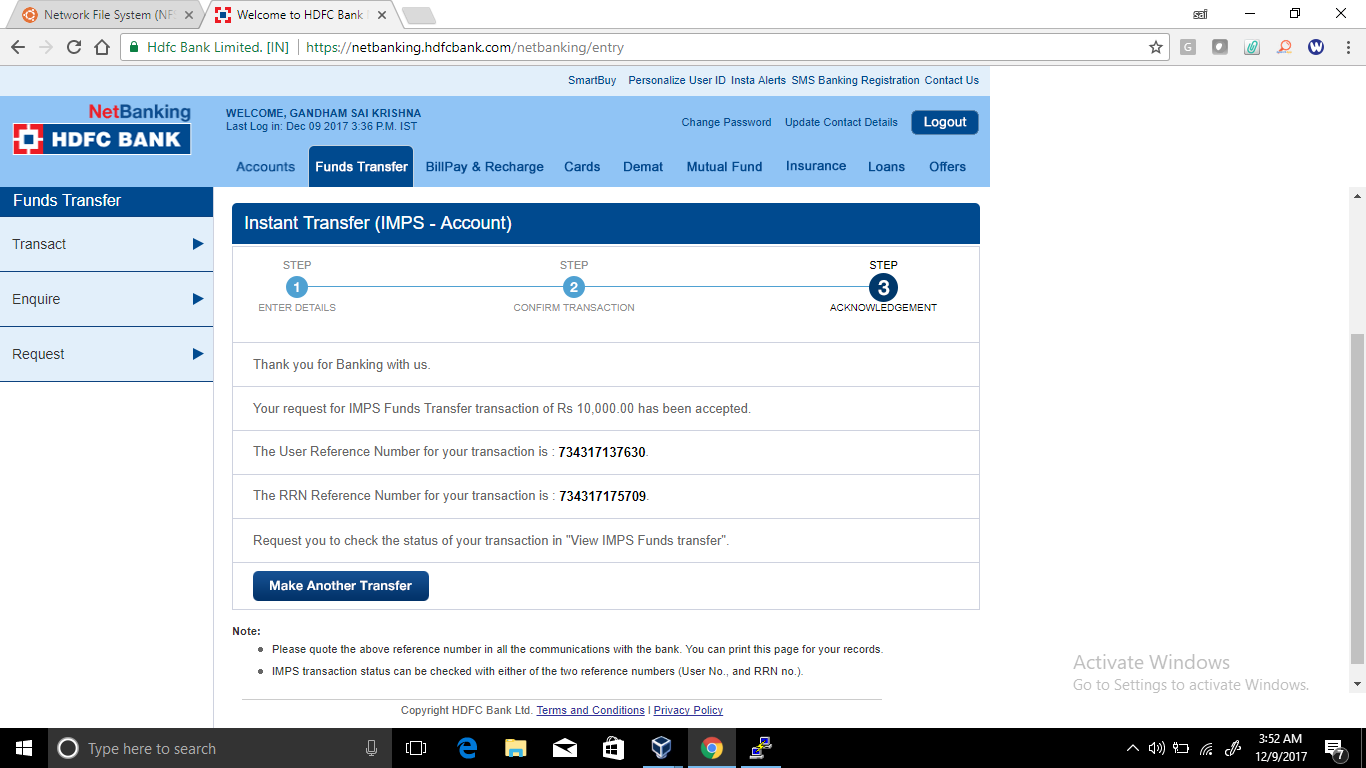 Network File System (NF
Welcome to HDFC Bank
sai
Hdfc Bank Limited. [IN] | https://netbanking.hdfcbank.com/netbanking/entry
G
W
SmartBuy Personalize User ID Insta Alerts SMS Banking Registration Contact Us
NetBanking
HDFC BANK
WELCOME, GANDHAM SAI KRISHNA
Last Log in: Dec 09 2017 3:36 P.M. IST
Change Password Update Contact Details Logout
Accounts Funds Transfer BillPay & Recharge Cards Demat Mutual Fund Insurance Loans Offers
Funds Transfer
Transact
Enquire
Request
Instant Transfer (IMPS - Account)
STEP STEP STEP
1 2 3
ENTER DETAILS CONFIRM TRANSACTION ACKNOWLEDGEMENT
Thank you for Banking with us.
Your request for IMPS Funds Transfer transaction of Rs 10,000.00 has been accepted.
The User Reference Number for your transaction is : 734317137630.
The RRN Reference Number for your transaction is : 734317175709.
Request you to check the status of your transaction in "View IMPS Funds transfer".
Make Another Transfer
Note:
Please quote the above reference number in all the communications with the bank. You can print this page for your records.
IMPS transaction status can be checked with either of the two reference numbers (User No., and RRN no.).
Activate Windows
Go to Settings to activate Windows.
Copyright HDFC Bank Ltd. Terms and Conditions I Privacy Policy
Type here to search
3:52 AM
12/9/2017
7